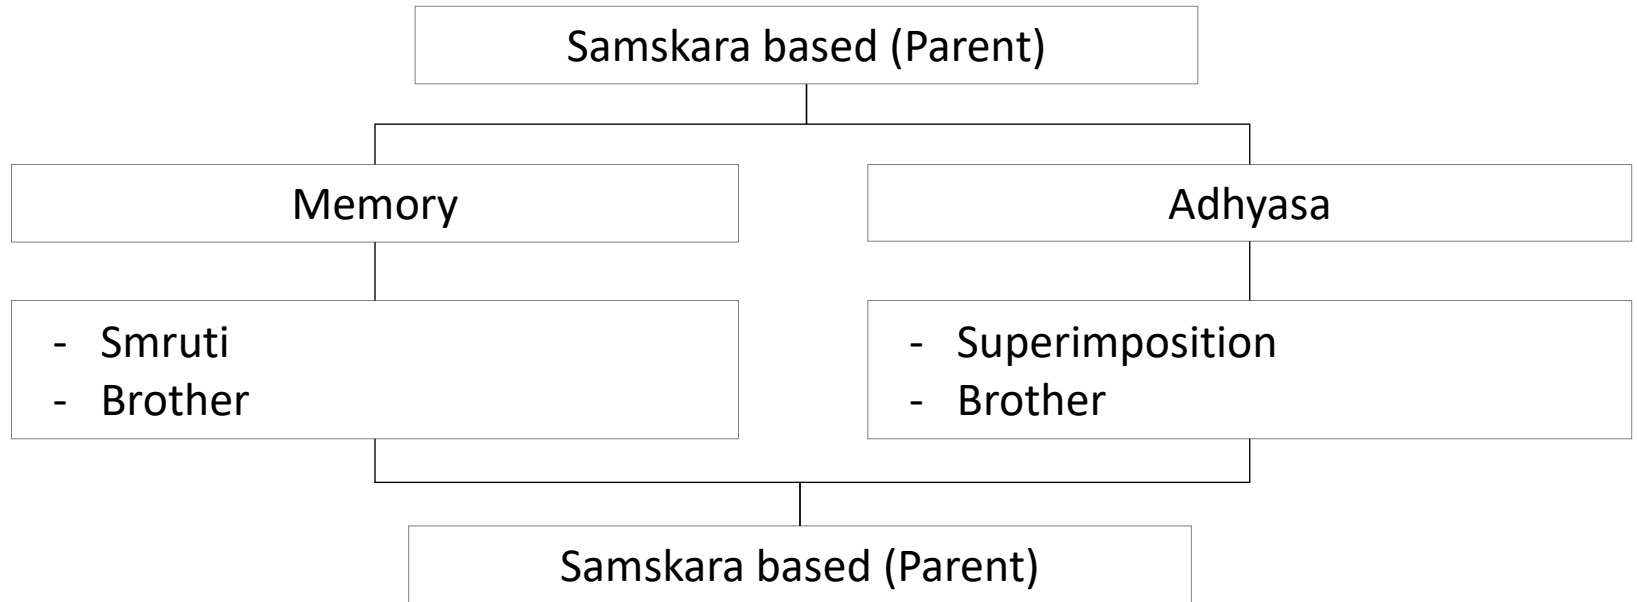 Samskara based (Parent)
Memory
Adhyasa
- Smruti
- Brother
- Superimposition
- Brother
Samskara based (Parent)